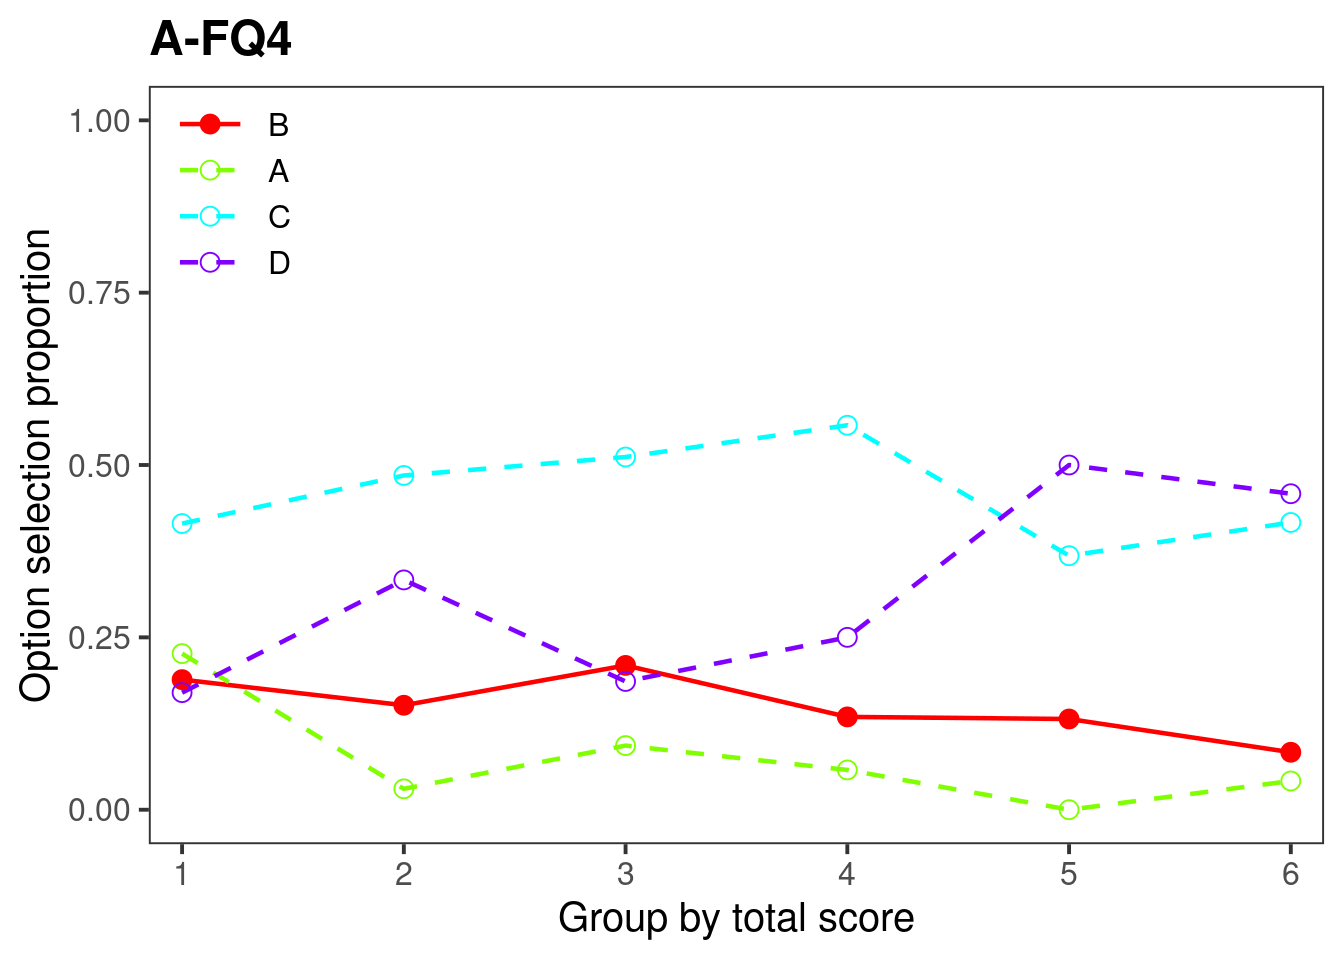 A-FQ4
1.00
0.75
0.50
0.25
0.00
Option selection proportion
B
A
C
D
1 2 3 4 5 6
Group by total score